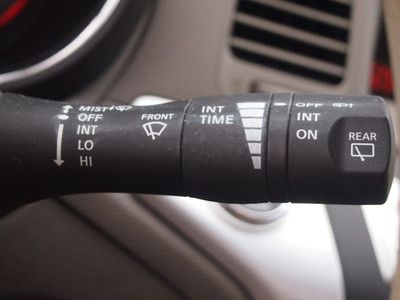 MIST
OFF
INT
LO
HI
FRONT
INT
TIME
OFF
INT
ON
REAR